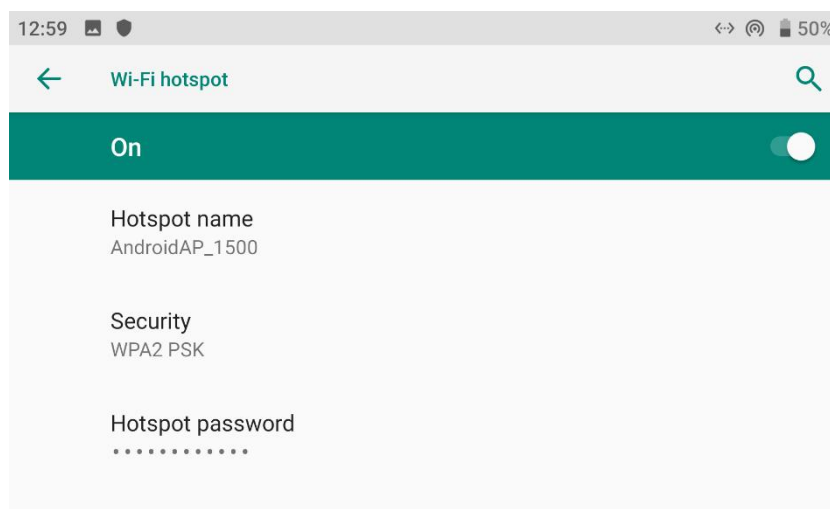 12:59 50%
Wi-Fi hotspot
On
Hotspot name
AndroidAP_1500
Security
WPA2 PSK
Hotspot password
••••••••••••